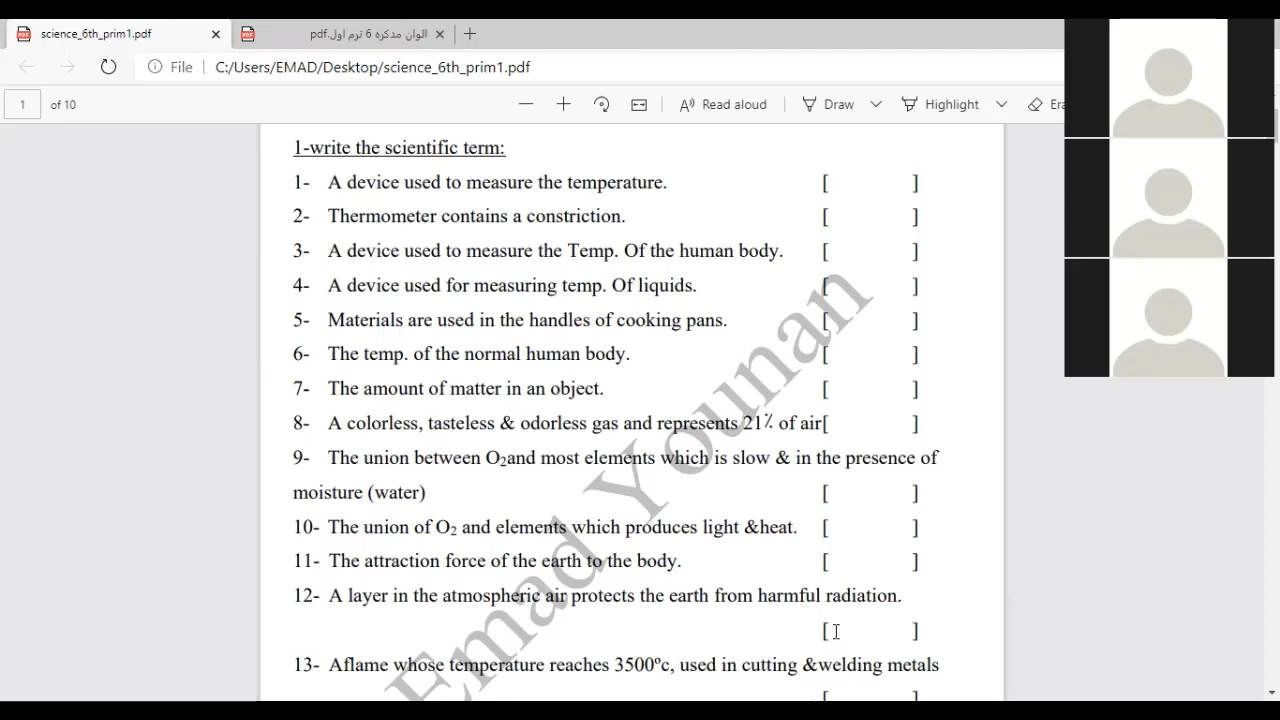 science_6th_prim1.pdf
الوان مذكره 6 ترم اول.pdf
File C:/Users/EMAD/Desktop/science_6th_prim1.pdf
1 of 10 Read aloud Draw Highlight Era
1-write the scientific term:
1- A device used to measure the temperature. [ ]
2- Thermometer contains a constriction. [ ]
3- A device used to measure the Temp. Of the human body. [ ]
4- A device used for measuring temp. Of liquids. [ ]
5- Materials are used in the handles of cooking pans. [ ]
6- The temp. of the normal human body. [ ]
7- The amount of matter in an object. [ ]
8- A colorless, tasteless & odorless gas and represents 21٪ of air[ ]
9- The union between O₂and most elements which is slow & in the presence of
moisture (water) [ ]
10- The union of O₂ and elements which produces light &heat. [ ]
11- The attraction force of the earth to the body. [ ]
12- A layer in the atmospheric air protects the earth from harmful radiation.
[ ]
13- Aflame whose temperature reaches 3500ºc, used in cutting &welding metals
[ ]
Emad Younan